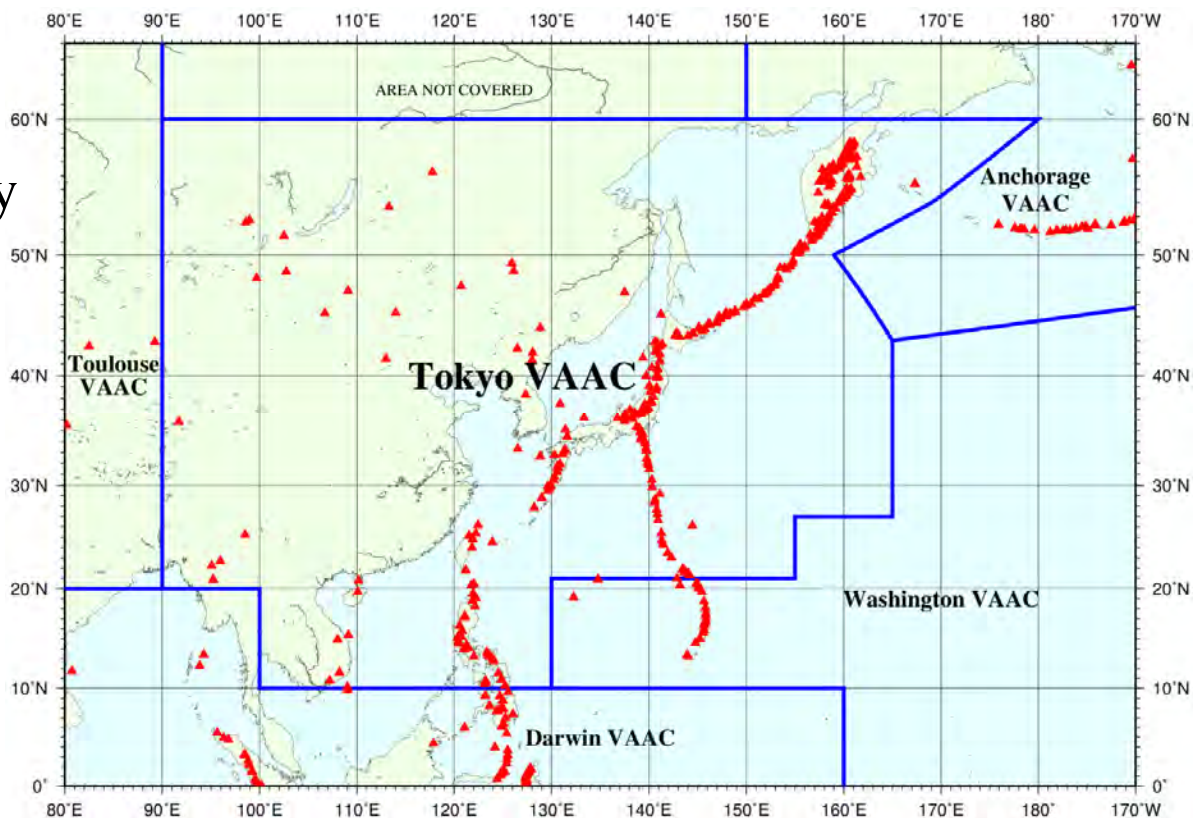 80˚E 90˚E 100˚E 110˚E 120˚E 130˚E 140˚E 150˚E 160˚E 170˚E 180˚ 170˚W
AREA NOT COVERED
60˚N 60˚N
y
Anchorage
VAAC
50˚N 50˚N
Toulouse
VAAC
Tokyo VAAC
40˚N 40˚N
30˚N 30˚N
20˚N 20˚N
Washington VAAC
10˚N 10˚N
Darwin VAAC
0˚ 0˚
80˚E 90˚E 100˚E 110˚E 120˚E 130˚E 140˚E 150˚E 160˚E 170˚E 180˚ 170˚W